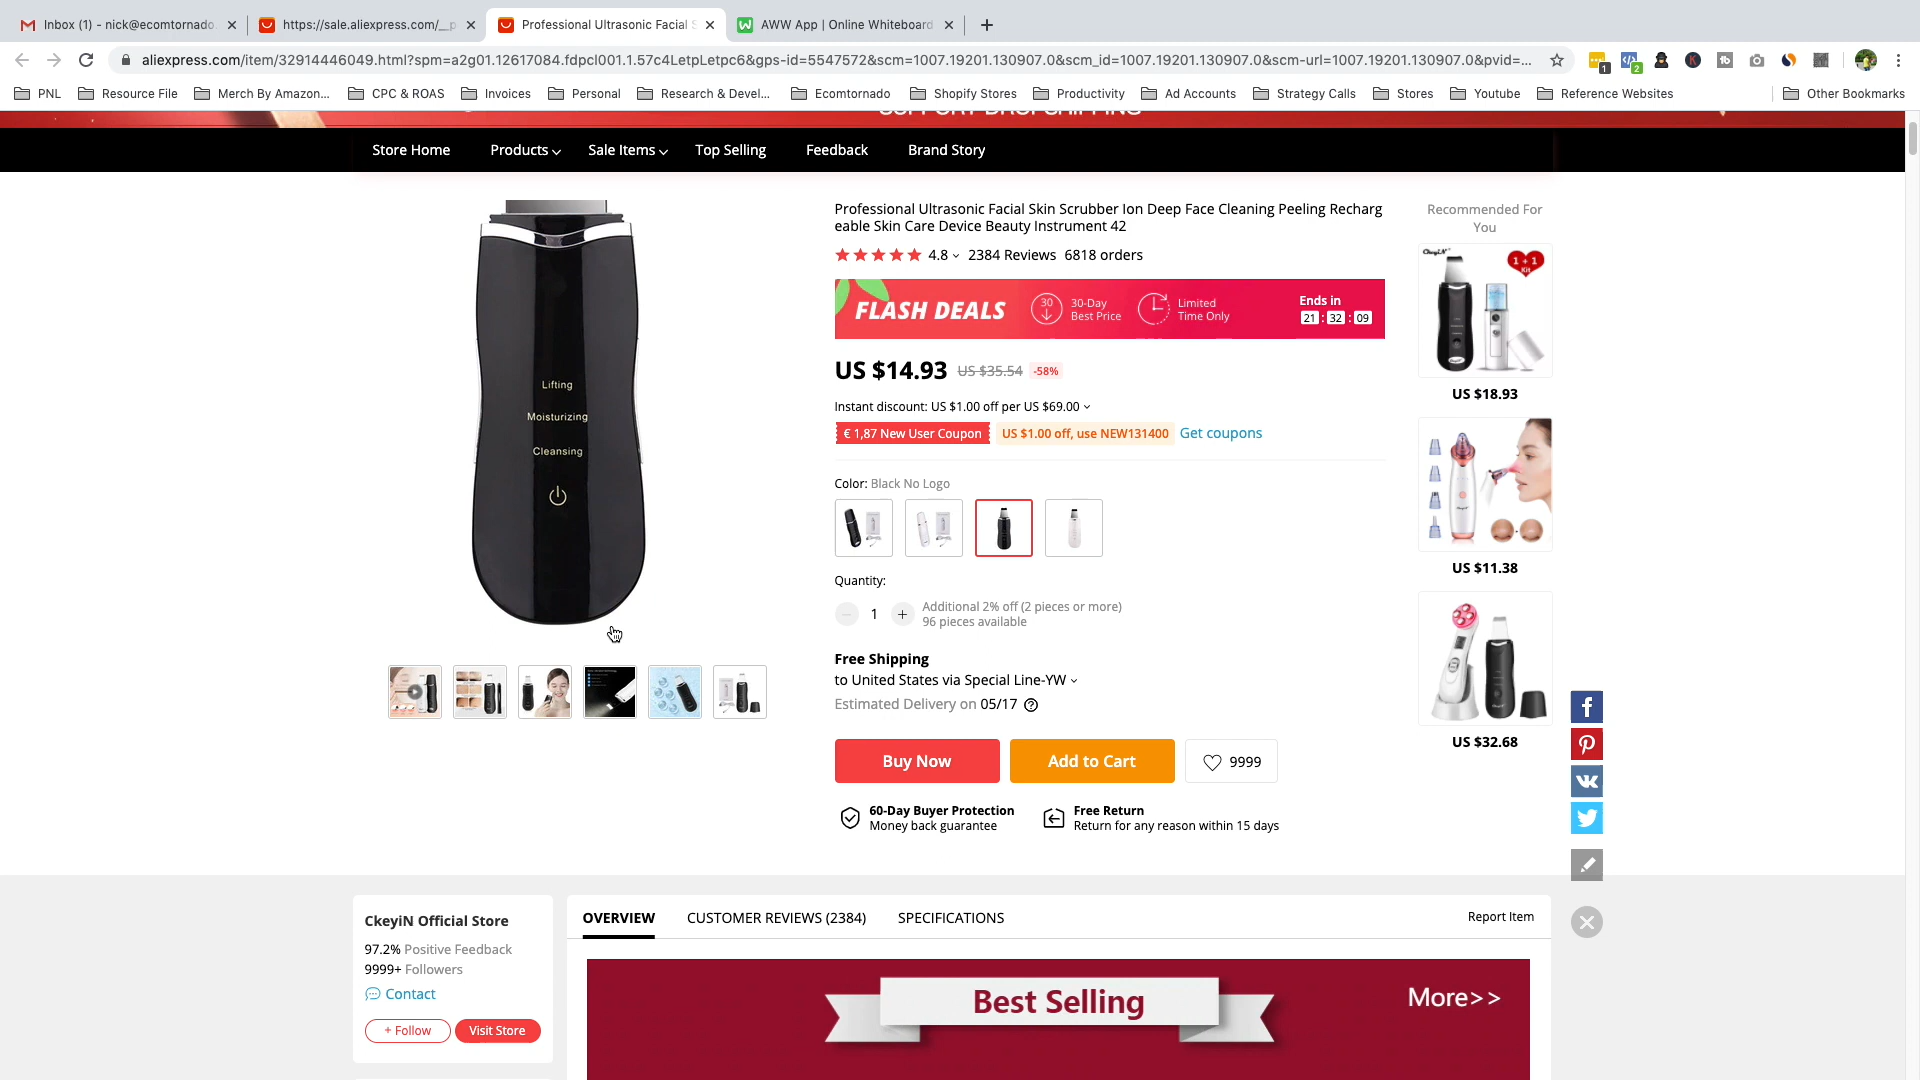 Inbox (1) - nick@ecomtornado.
https://sale.aliexpress.com/__p
Professional Ultrasonic Facial S
AWW App | Online Whiteboard
aliexpress.com/item/32914446049.html?spm=a2g01.12617084.fdpcl001.1.57c4LetpLetpc6&gps-id=5547572&scm=1007.19201.130907.0&scm_id=1007.19201.130907.0&scm-url=1007.19201.130907.0&pvid=...
1
2
PNL
Resource File
Merch By Amazon...
CPC & ROAS
Invoices
Personal
Research & Devel...
Ecomtornado
Shopify Stores
Productivity
Ad Accounts
Strategy Calls
Stores
Youtube
Reference Websites
Other Bookmarks
SUPPORT DROPSHIPPING
Store Home
Products
Sale Items
Top Selling
Feedback
Brand Story
Lifting
Moisturizing
Cleansing
Professional Ultrasonic Facial Skin Scrubber Ion Deep Face Cleaning Peeling Recharg
eable Skin Care Device Beauty Instrument 42
4.8 2384 Reviews 6818 orders
FLASH DEALS
30
30-Day
Best Price
Limited
Time Only
Ends in
21 : 32 : 09
US $14.93 US $35.54 -58%
Instant discount: US $1.00 off per US $69.00
€ 1,87 New User Coupon US $1.00 off, use NEW131400 Get coupons
Color: Black No Logo
Quantity:
1
Additional 2% off (2 pieces or more)
96 pieces available
Free Shipping
to United States via Special Line-YW
Estimated Delivery on 05/17
Buy Now
Add to Cart
9999
60-Day Buyer Protection
Money back guarantee
Free Return
Return for any reason within 15 days
Recommended For
You
CkeyiN
1 + 1
Kit
US $18.93
US $11.38
US $32.68
CkeyiN Official Store
97.2% Positive Feedback
9999+ Followers
Contact
+ Follow
Visit Store
OVERVIEW
CUSTOMER REVIEWS (2384)
SPECIFICATIONS
Report Item
Best Selling
More>>